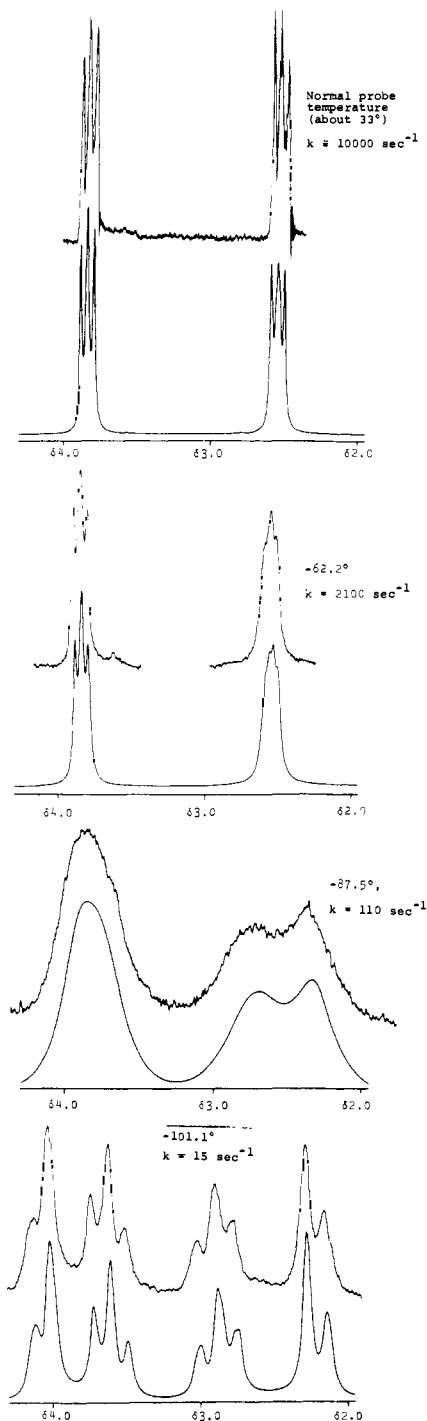 Normal probe
temperature
(about 33°)
k ≅ 10000 sec⁻¹
δ4.0 δ3.0 δ2.0
-62.2°
k = 2100 sec⁻¹
δ4.0 δ3.0 δ2.0
-87.5°,
k = 110 sec⁻¹
δ4.0 δ3.0 δ2.0
-101.1°
k = 15 sec⁻¹
δ4.0 δ3.0 δ2.0